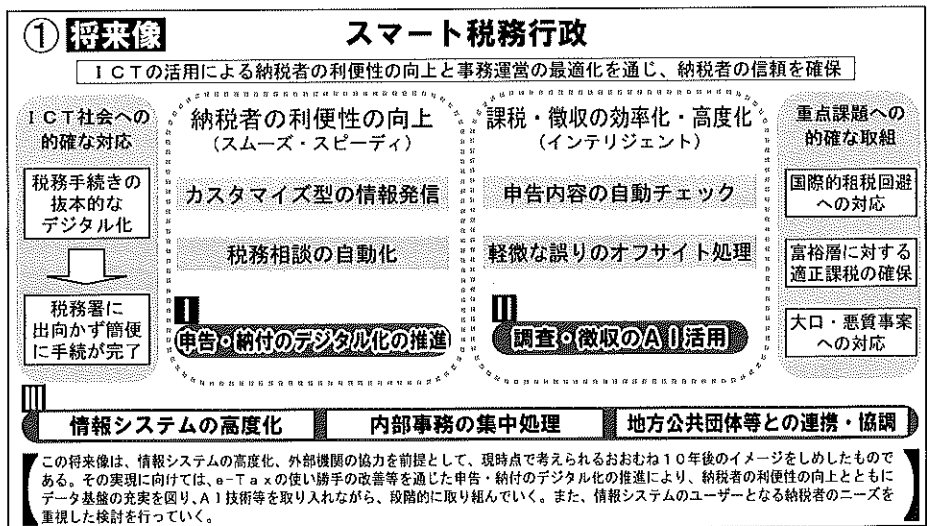 ① 将来像 スマート税務行政
ICTの活用による納税者の利便性の向上と事務運営の最適化を通じ、納税者の信頼を確保
ICT社会への
的確な対応
税務手続きの
抜本的な
デジタル化
税務署に
出向かず簡便
に手続が完了
納税者の利便性の向上
(スムーズ・スピーディ)
カスタマイズ型の情報発信
税務相談の自動化
Ⅰ
申告・納付のデジタル化の推進
課税・徴収の効率化・高度化
(インテリジェント)
申告内容の自動チェック
軽微な誤りのオフサイト処理
Ⅱ
調査・徴収のAI活用
重点課題への
的確な取組
国際的租税回避
への対応
富裕層に対する
適正課税の確保
大口・悪質事案
への対応
Ⅲ
情報システムの高度化 内部事務の集中処理 地方公共団体等との連携・協調
この将来像は、情報システムの高度化、外部機関の協力を前提として、現時点で考えられるおおむね10年後のイメージをしめしたもので
ある。その実現に向けては、e-Taxの使い勝手の改善等を通じた申告・納付のデジタル化の推進により、納税者の利便性の向上とともに
データ基盤の充実を図り、AI技術等を取り入れながら、段階的に取り組んでいく。また、情報システムのユーザーとなる納税者のニーズを
重視した検討を行っていく。